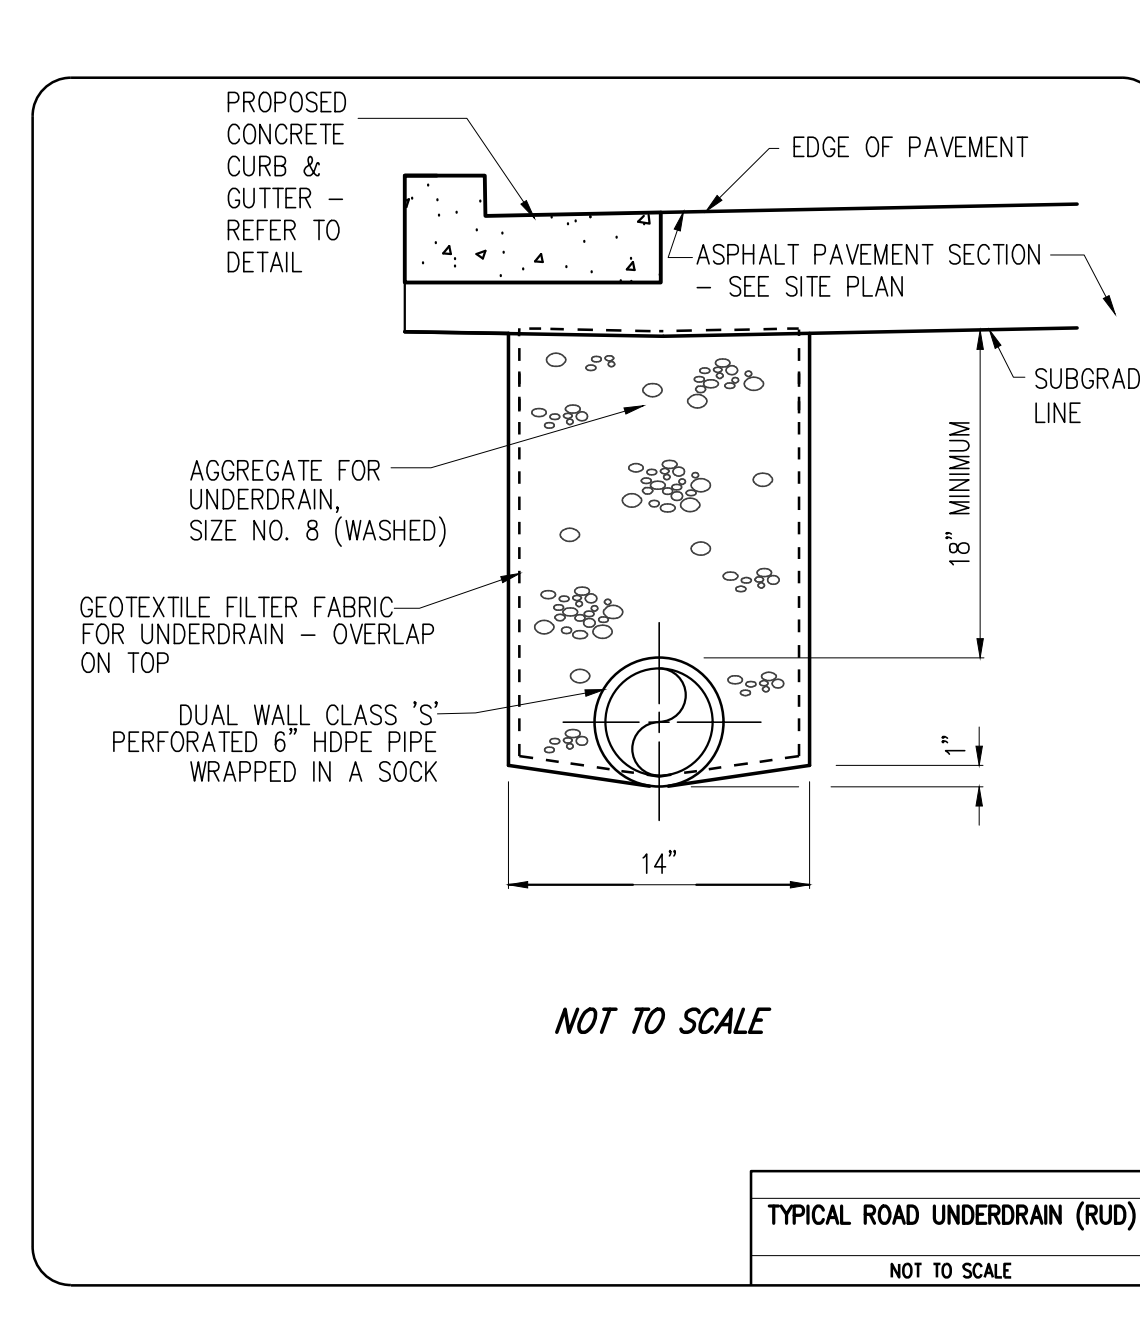 PROPOSED
CONCRETE
CURB &
GUTTER –
REFER TO
DETAIL
EDGE OF PAVEMENT
ASPHALT PAVEMENT SECTION
– SEE SITE PLAN
SUBGRAD
LINE
18" MINIMUM
AGGREGATE FOR
UNDERDRAIN,
SIZE NO. 8 (WASHED)
GEOTEXTILE FILTER FABRIC
FOR UNDERDRAIN – OVERLAP
ON TOP
DUAL WALL CLASS 'S'
PERFORATED 6" HDPE PIPE
WRAPPED IN A SOCK
1"
14"
NOT TO SCALE
TYPICAL ROAD UNDERDRAIN (RUD)
NOT TO SCALE